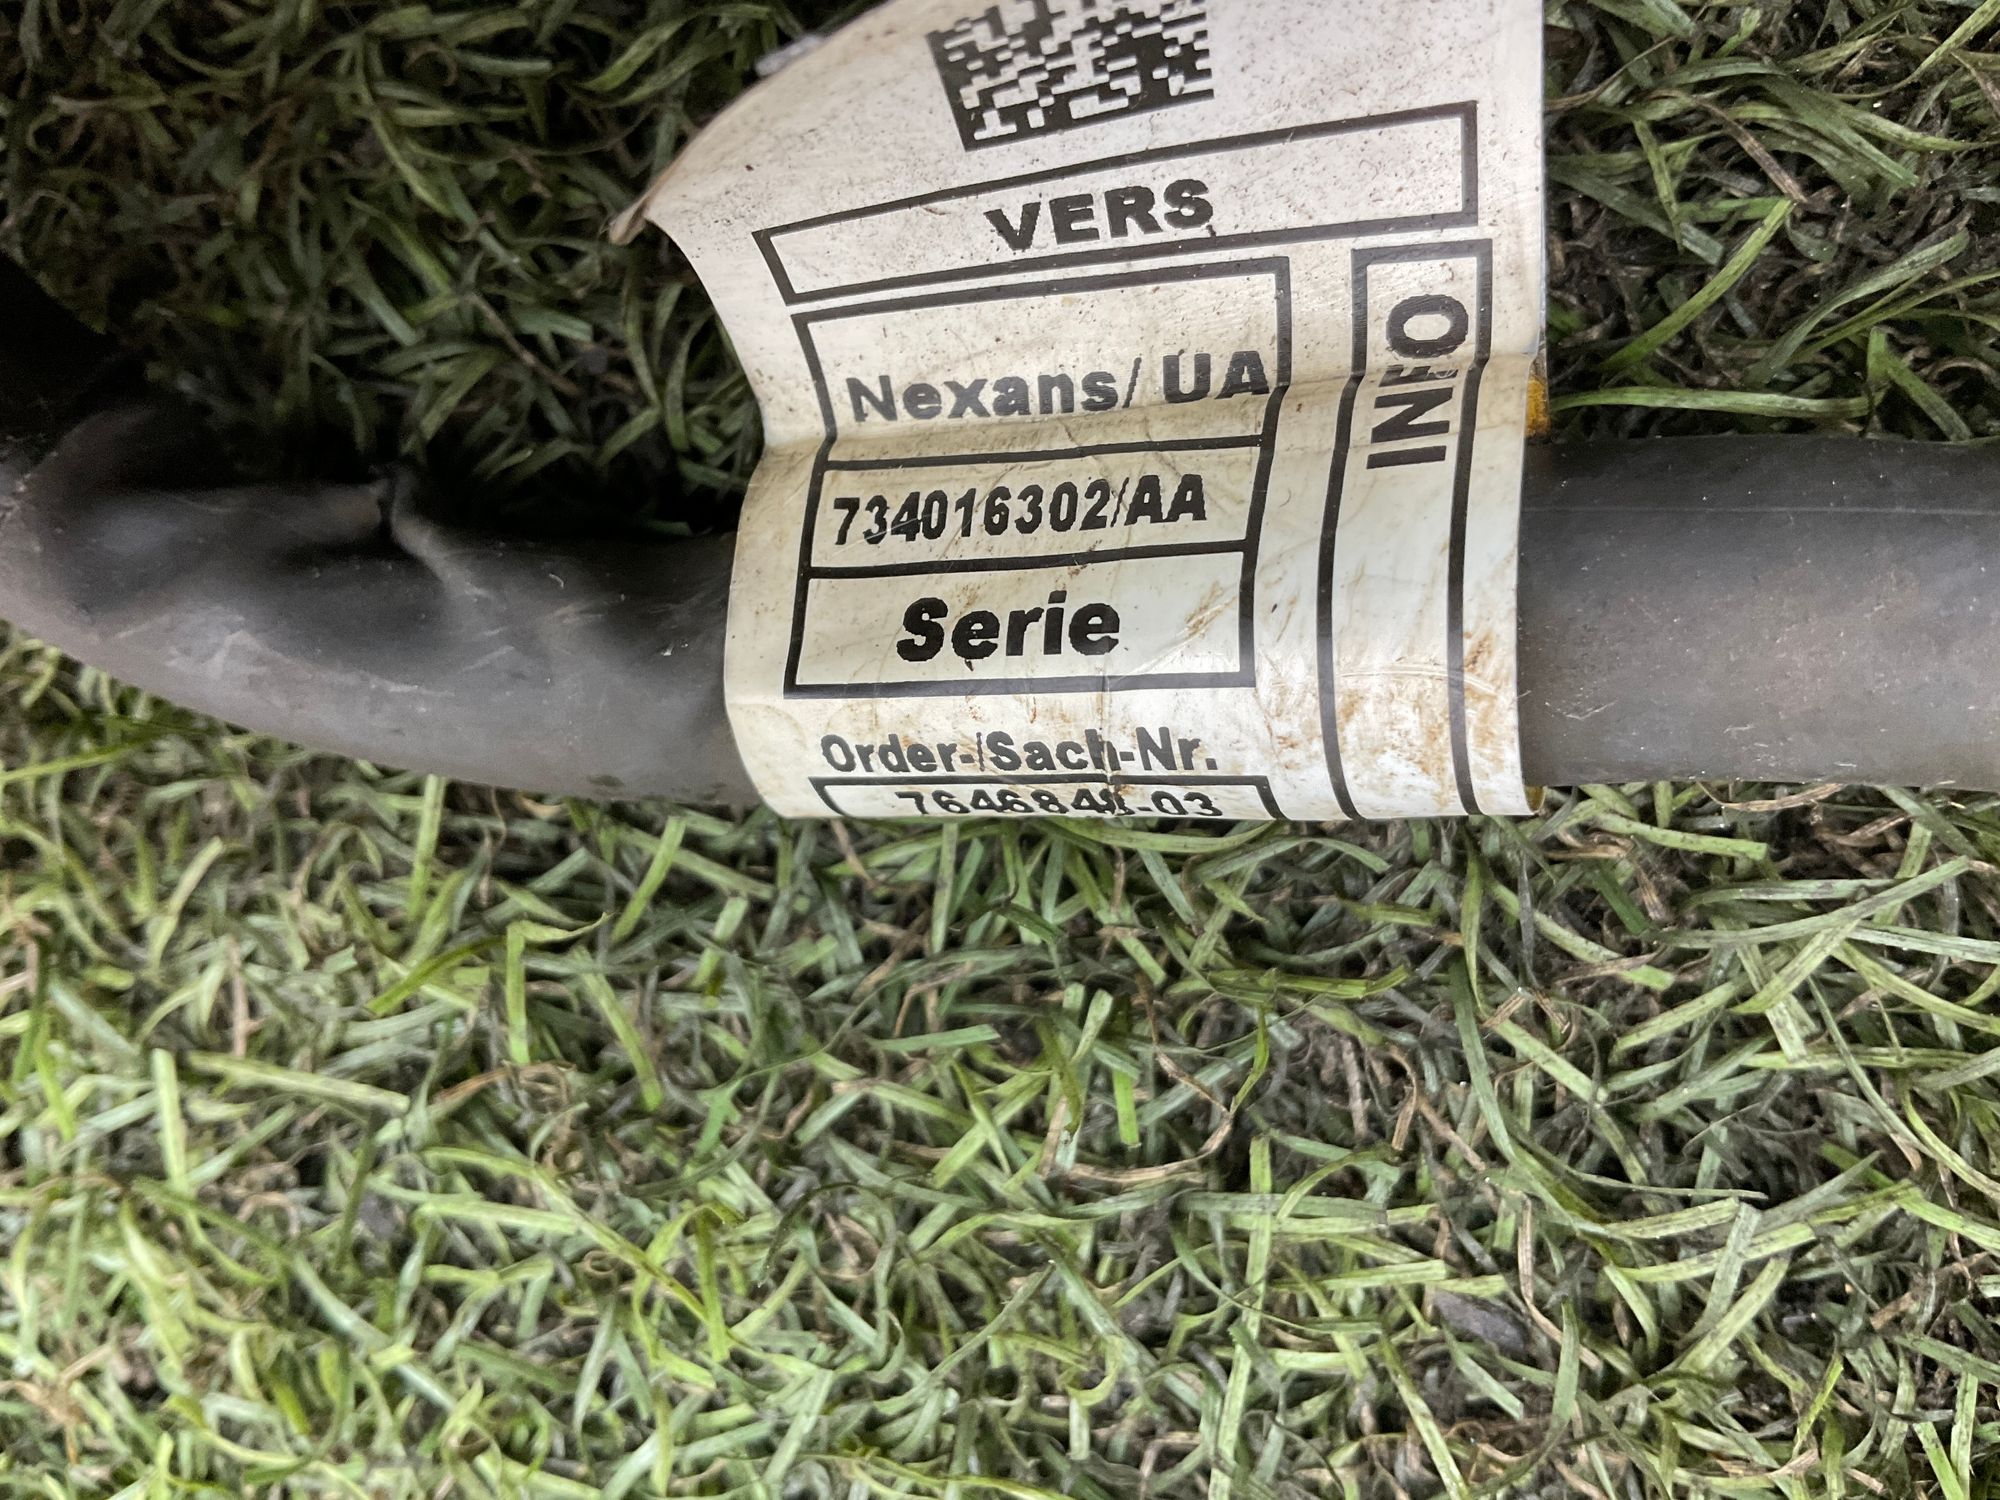 VERS
Nexans/ UA
734016302/AA
Serie
Order-/Sach-Nr.
INFO